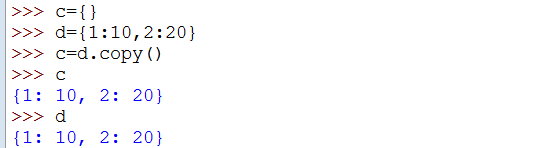 >>> c={}
>>> d={1:10,2:20}
>>> c=d.copy()
>>> c
{1: 10, 2: 20}
>>> d
{1: 10, 2: 20}